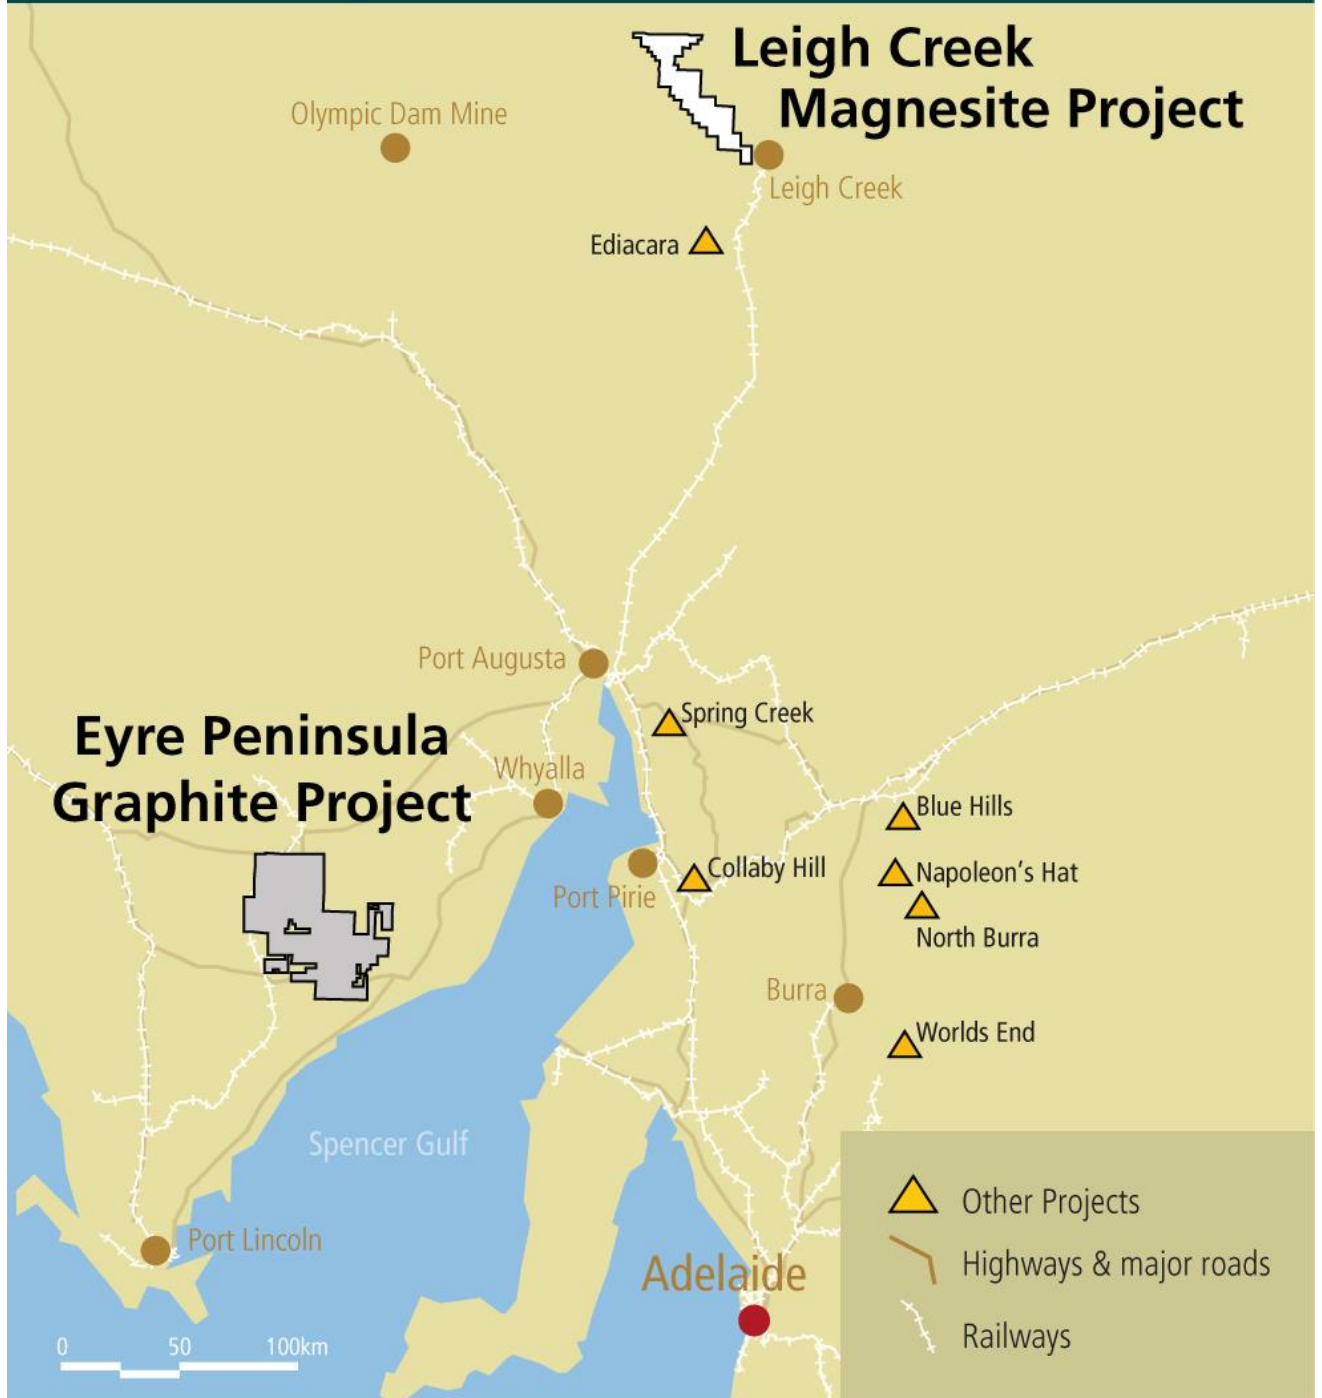 Leigh Creek
Magnesite Project
Olympic Dam Mine
Leigh Creek
Ediacara
Port Augusta
Spring Creek
Eyre Peninsula
Graphite Project
Whyalla
Blue Hills
Collaby Hill
Napoleon's Hat
Port Pirie
North Burra
Burra
Worlds End
Spencer Gulf
Other Projects
Port Lincoln
Highways & major roads
Adelaide
Railways
0 50 100km